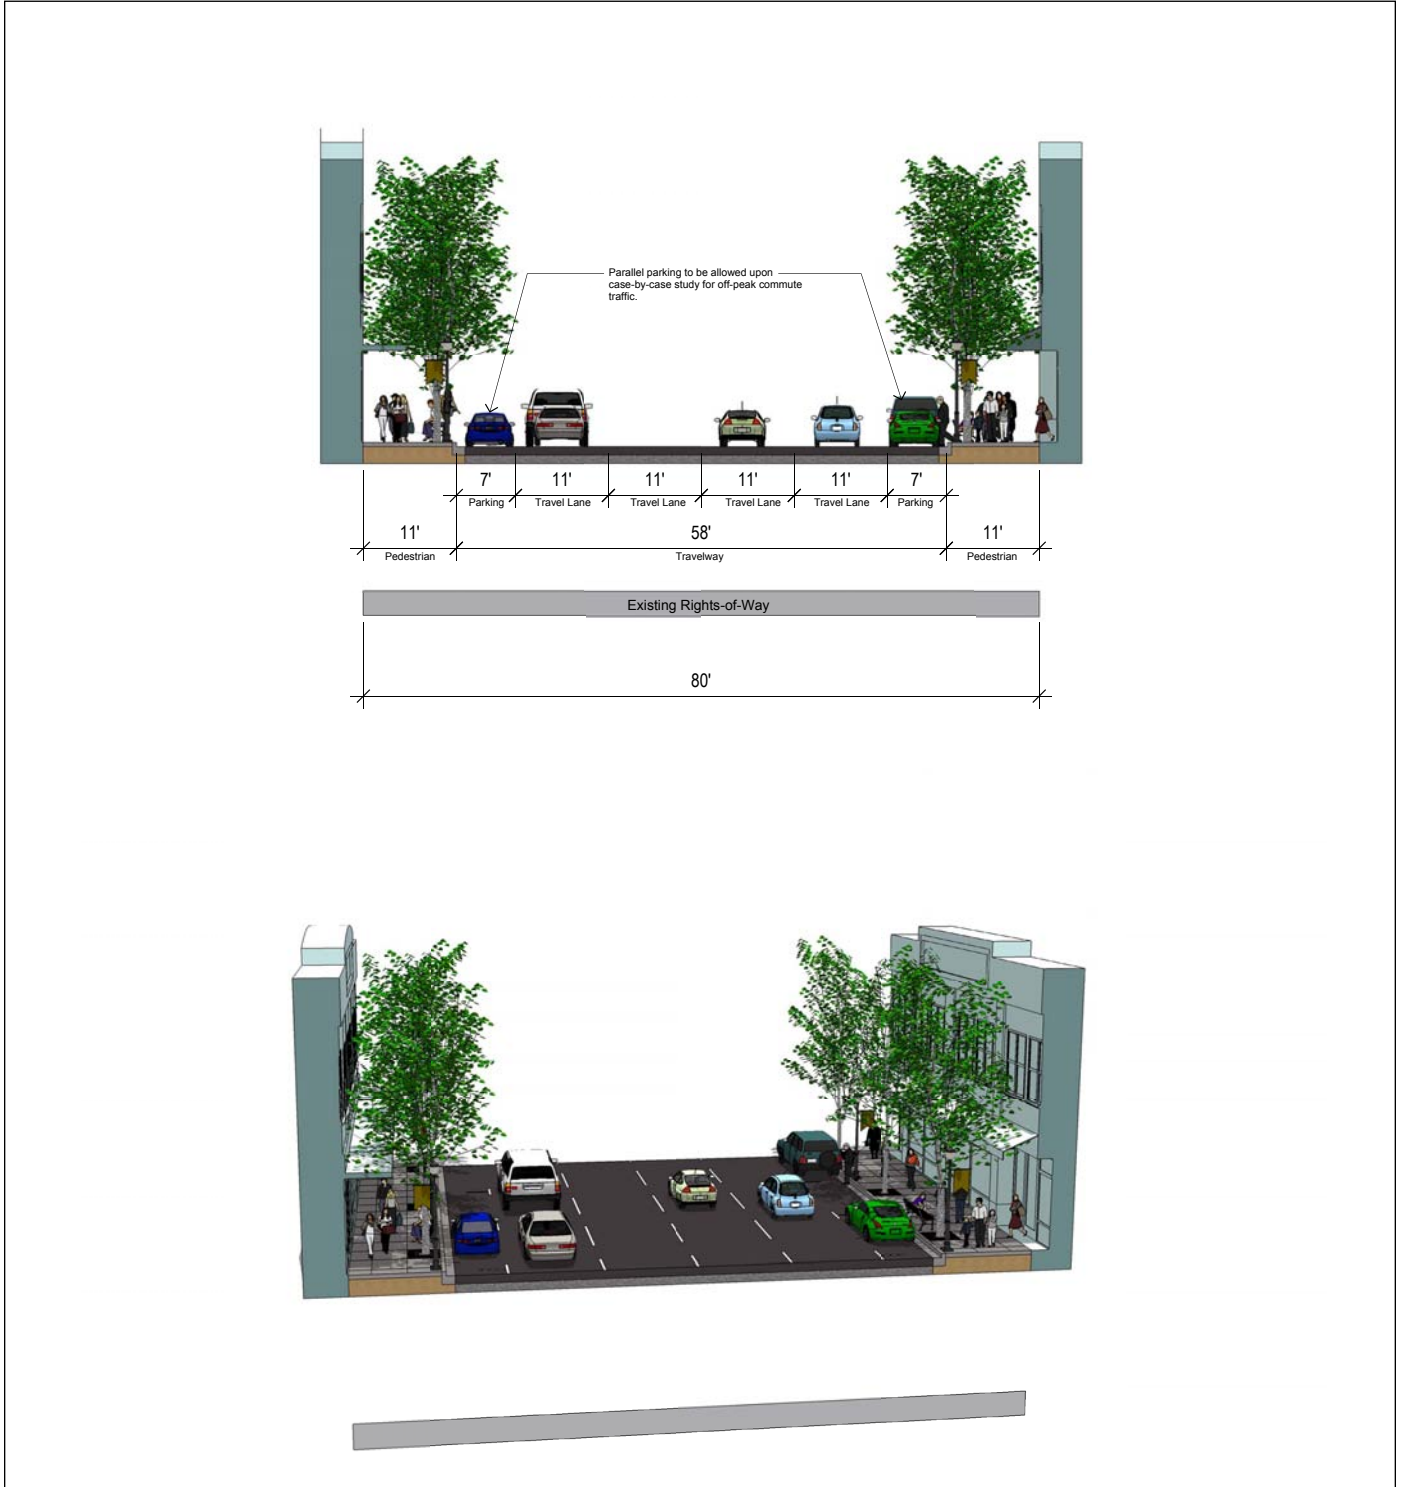 Parallel parking to be allowed upon
case-by-case study for off-peak commute
traffic.
7' 11' 11' 11' 11' 7'
Parking Travel Lane Travel Lane Travel Lane Travel Lane Parking
11' 58' 11'
Pedestrian Travelway Pedestrian
Existing Rights-of-Way
80'